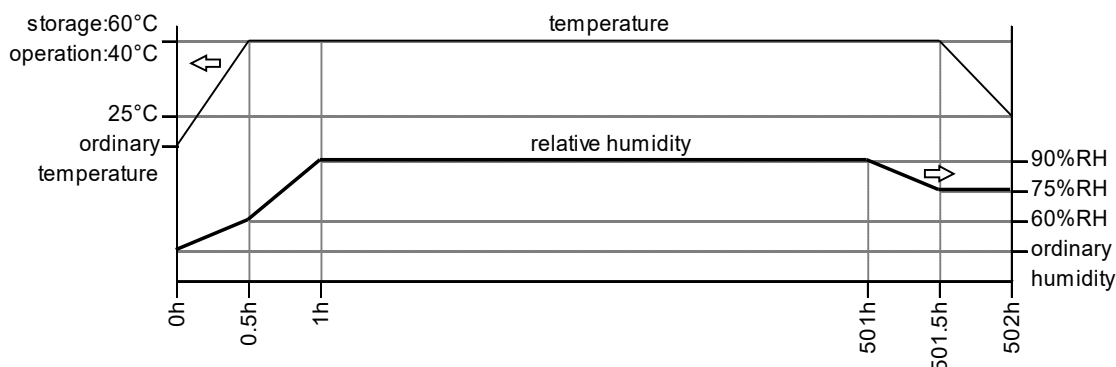 storage:60°C
operation:40°C
temperature
25°C
ordinary
temperature
relative humidity
90%RH
75%RH
60%RH
ordinary
humidity
0h
0.5h
1h
501h
501.5h
502h